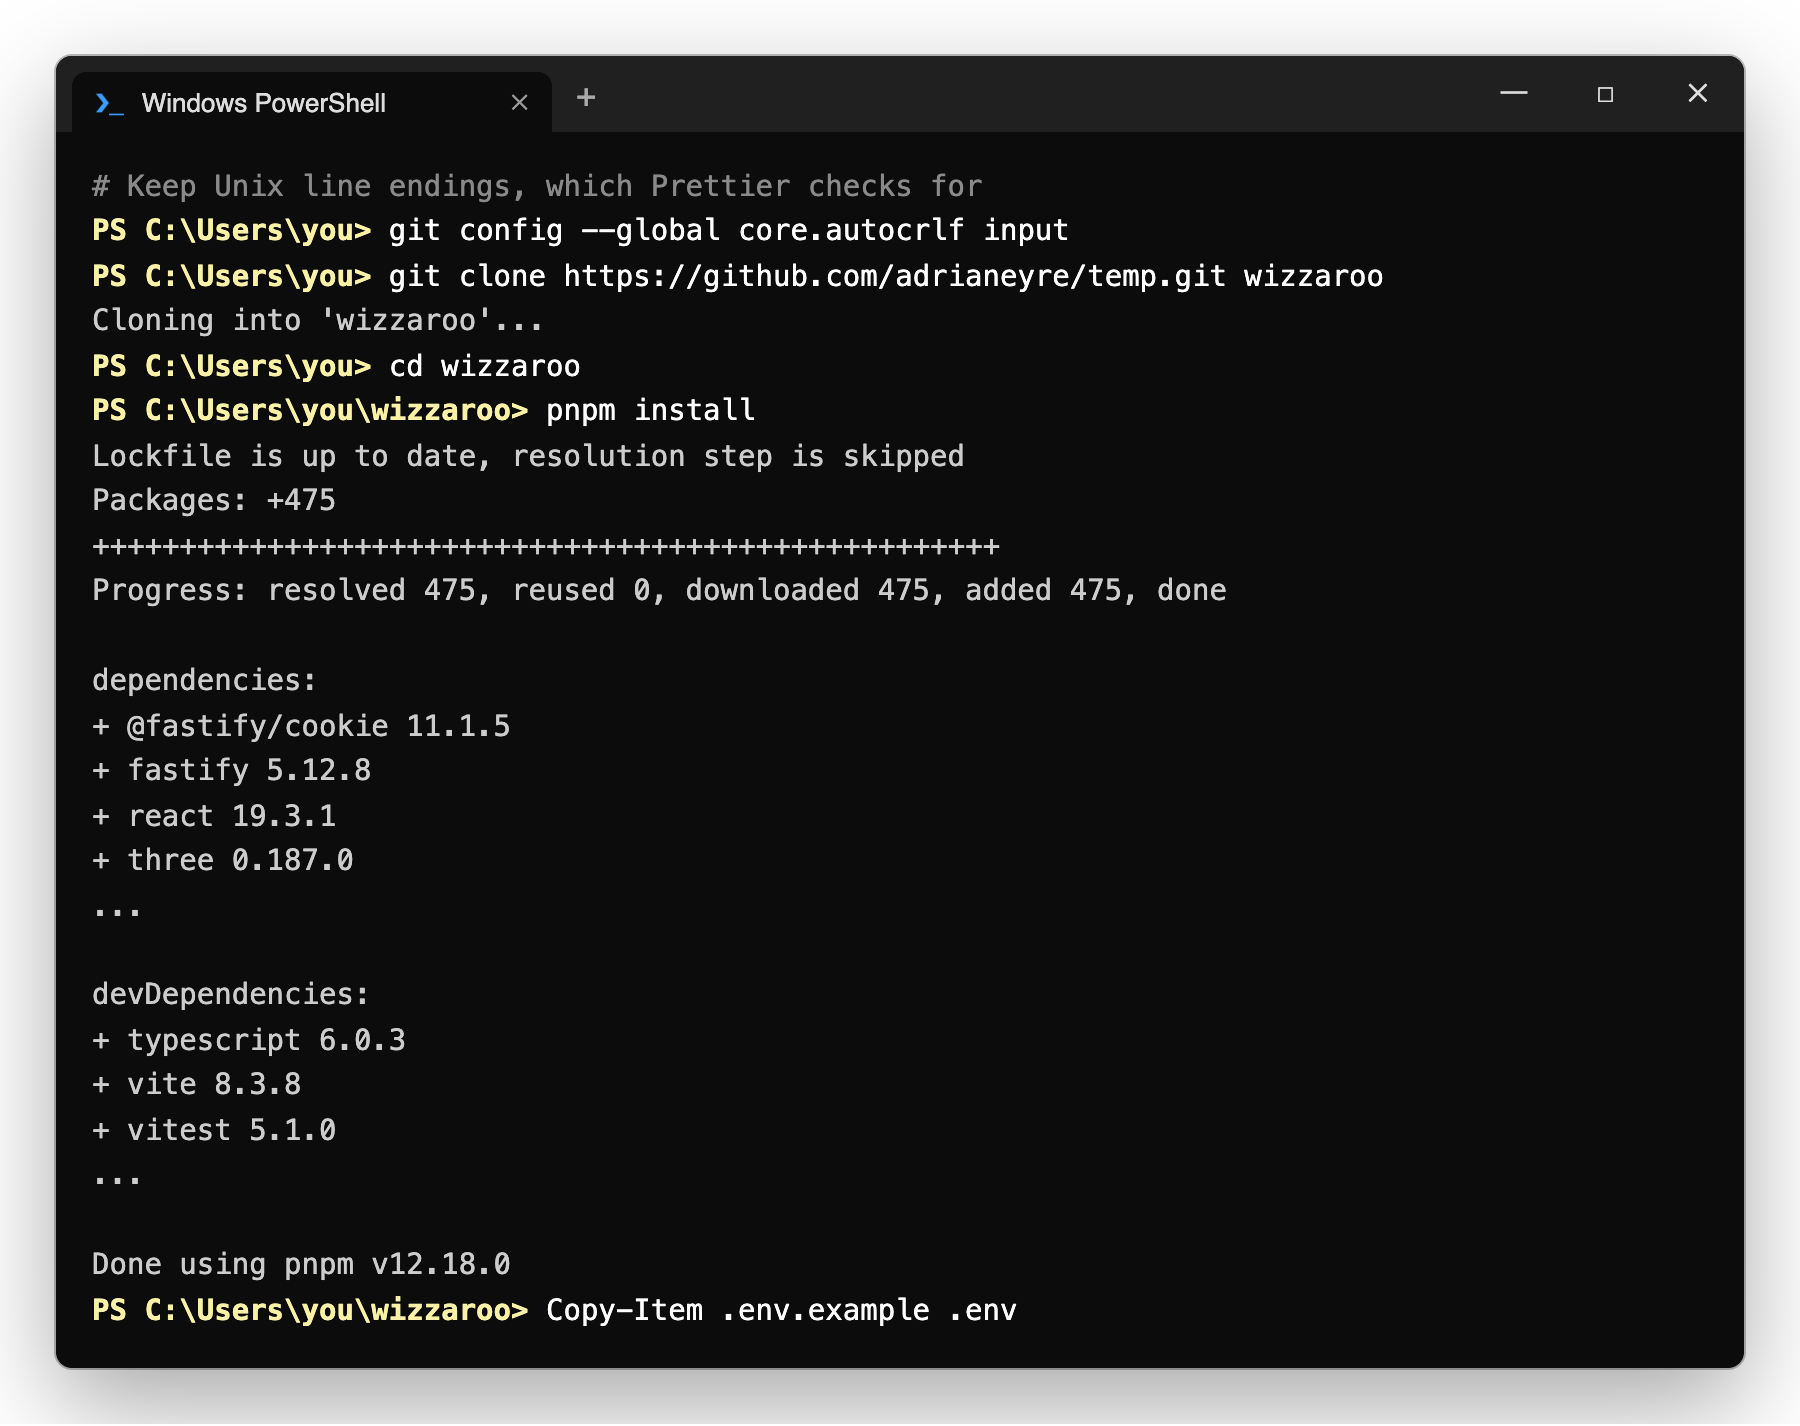 Windows PowerShell
# Keep Unix line endings, which Prettier checks for
PS C:\Users\you> git config --global core.autocrlf input
PS C:\Users\you> git clone https://github.com/adrianeyre/temp.git wizzaroo
Cloning into 'wizzaroo'...
PS C:\Users\you> cd wizzaroo
PS C:\Users\you\wizzaroo> pnpm install
Lockfile is up to date, resolution step is skipped
Packages: +475
++++++++++++++++++++++++++++++++++++++++++++++++++++
Progress: resolved 475, reused 0, downloaded 475, added 475, done
dependencies:
+ @fastify/cookie 11.1.5
+ fastify 5.12.8
+ react 19.3.1
+ three 0.187.0
...
devDependencies:
+ typescript 6.0.3
+ vite 8.3.8
+ vitest 5.1.0
...
Done using pnpm v12.18.0
PS C:\Users\you\wizzaroo> Copy-Item .env.example .env